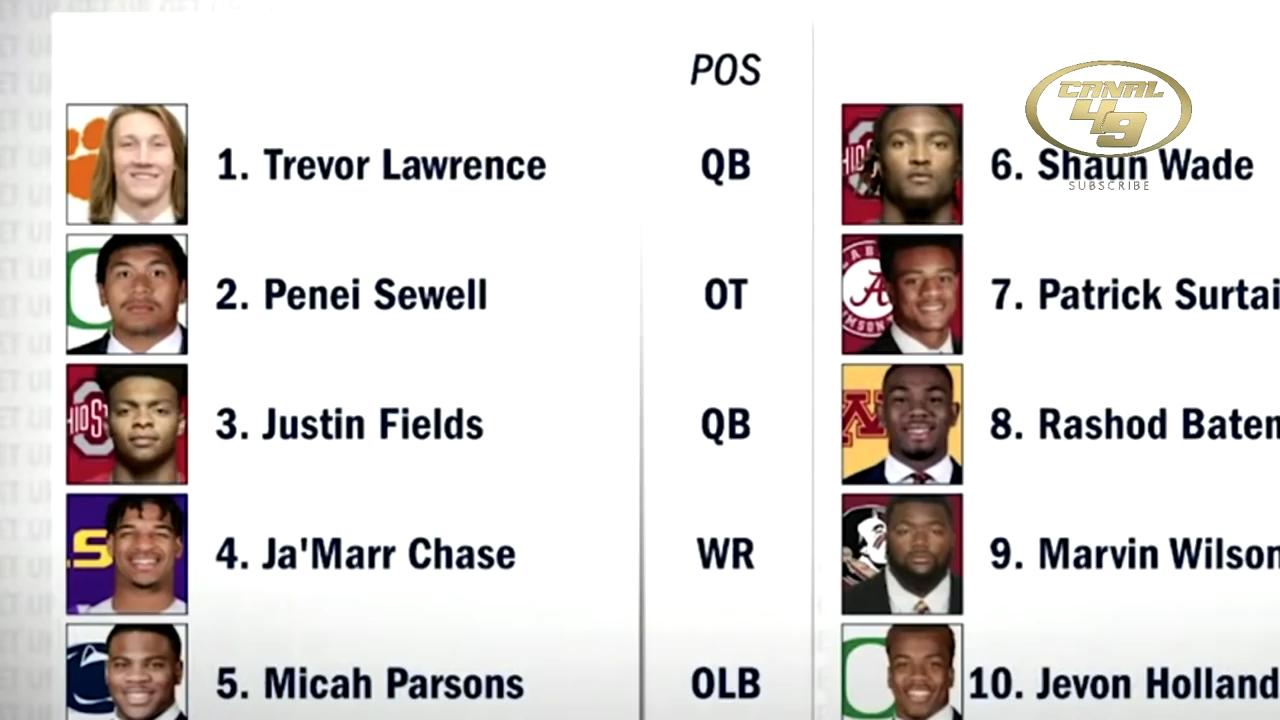 POS
1. Trevor Lawrence QB
2. Penei Sewell OT
3. Justin Fields QB
4. Ja'Marr Chase WR
5. Micah Parsons OLB
CANAL
49
SUBSCRIBE
6. Shaun Wade
7. Patrick Surtai
8. Rashod Batem
9. Marvin Wilson
10. Jevon Holland